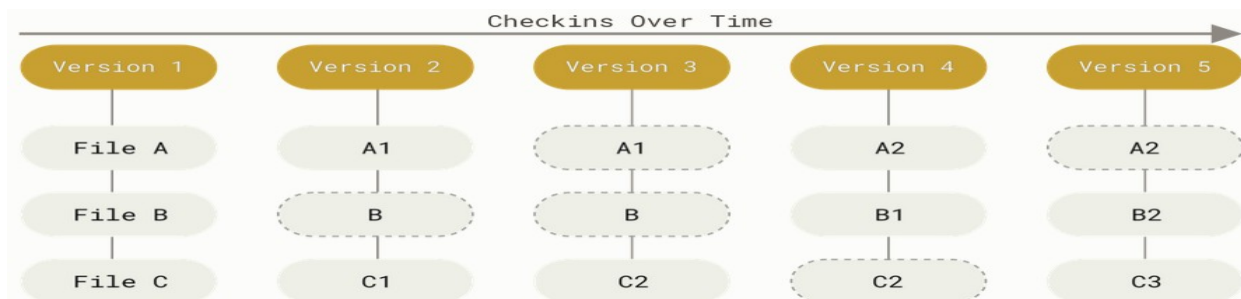 Checkins Over Time
Version 1 Version 2 Version 3 Version 4 Version 5
File A A1 A1 A2 A2
File B B B B1 B2
File C C1 C2 C2 C3